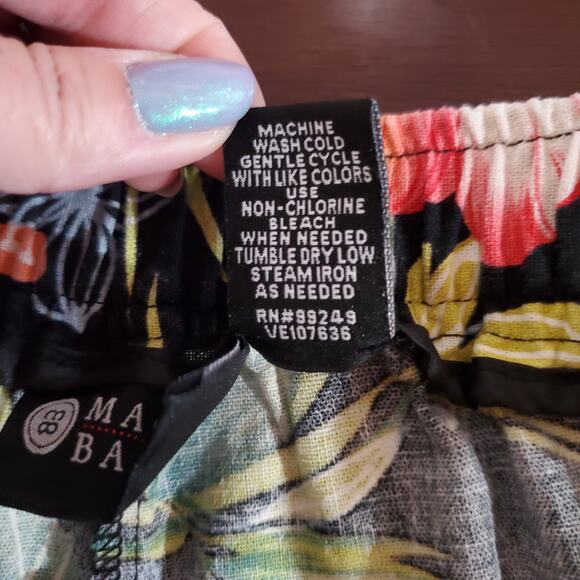 MACHINE
WASH COLD
GENTLE CYCLE
WITH LIKE COLORS
USE
NON-CHLORINE
BLEACH
WHEN NEEDED
TUMBLE DRY LOW
STEAM IRON
AS NEEDED
RN#99249
VE107636
83
MA
BA